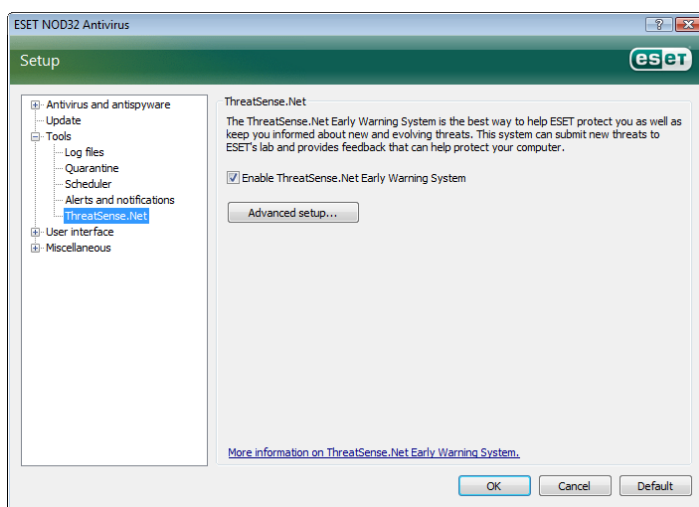 ESET NOD32 Antivirus
Setup
eset
Antivirus and antispyware
Update
Tools
Log files
Quarantine
Scheduler
Alerts and notifications
ThreatSense.Net
User interface
Miscellaneous
ThreatSense.Net
The ThreatSense.Net Early Warning System is the best way to help ESET protect you as well as
keep you informed about new and evolving threats. This system can submit new threats to
ESET's lab and provides feedback that can help protect your computer.
Enable ThreatSense.Net Early Warning System
Advanced setup...
More information on ThreatSense.Net Early Warning System.
OK
Cancel
Default